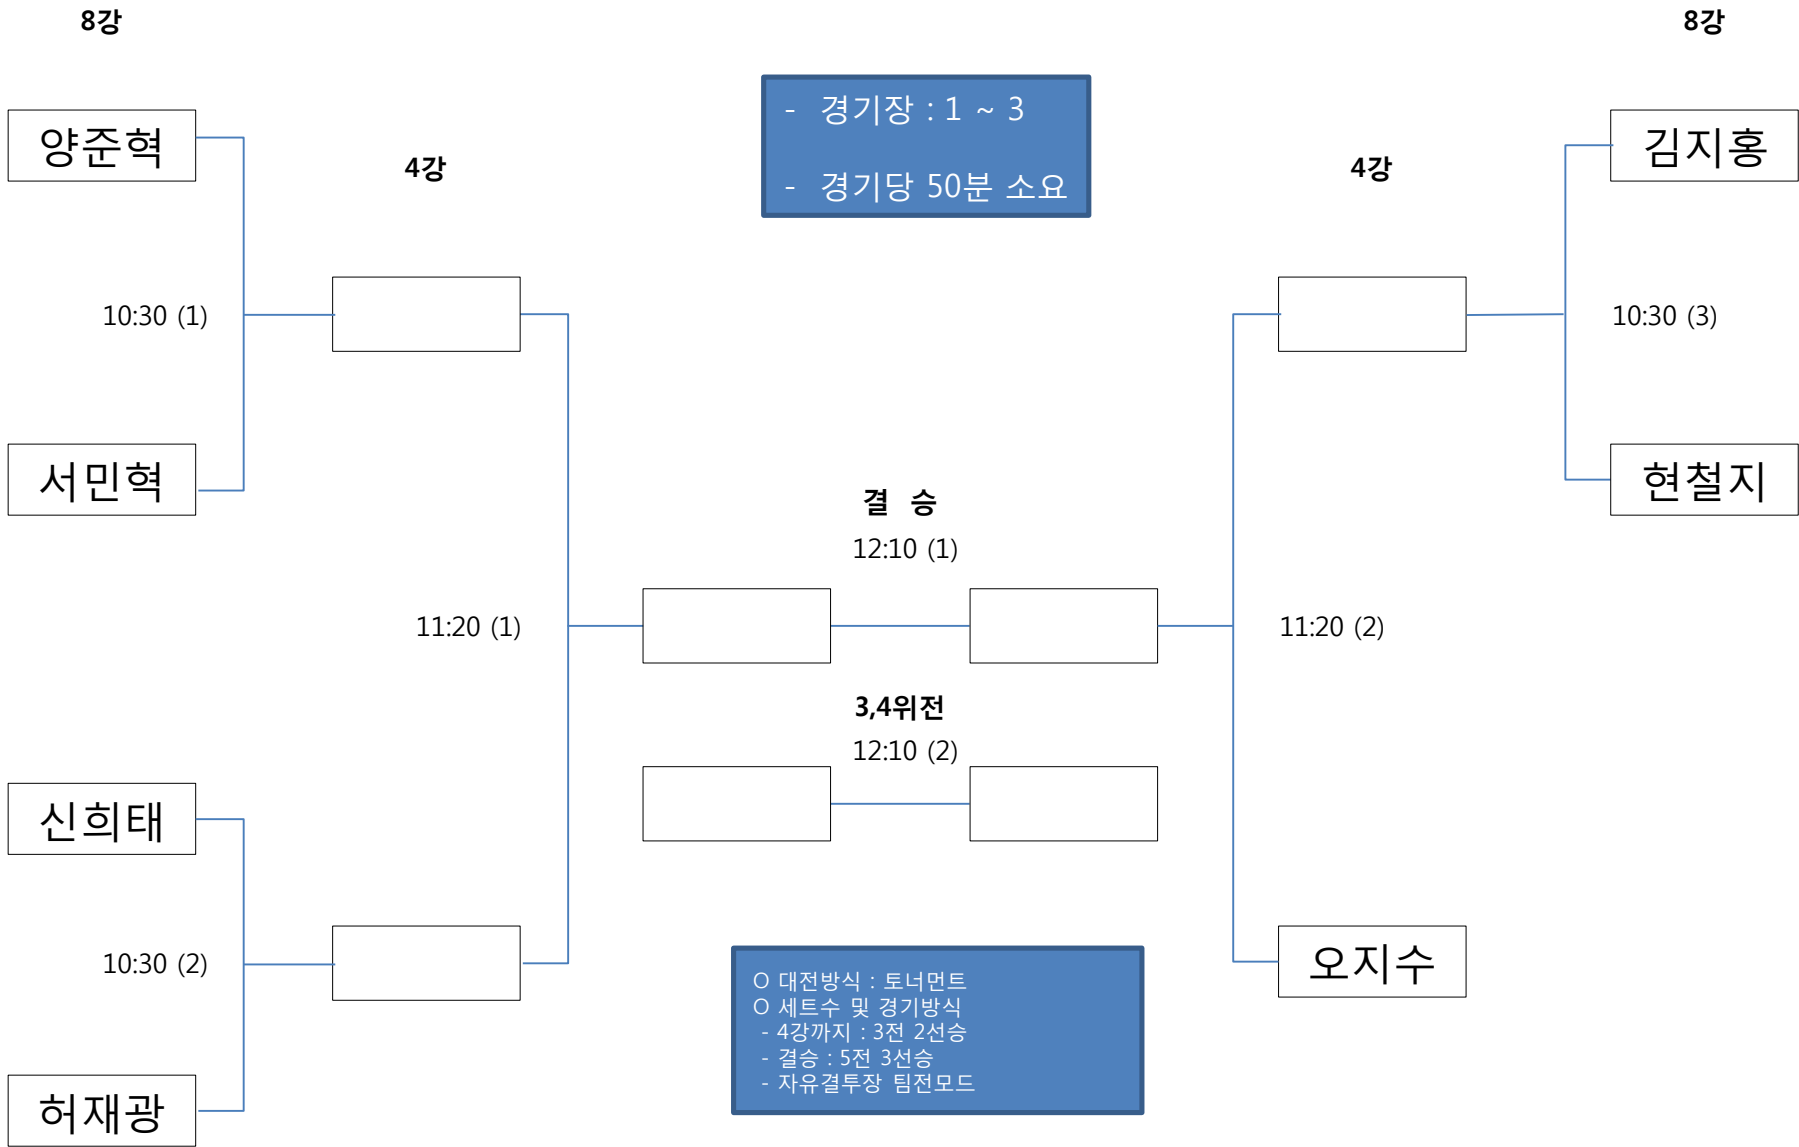 8강
8강
- 경기장 : 1 ~ 3
- 경기당 50분 소요
양준혁
김지홍
4강
4강
10:30 (1)
10:30 (3)
서민혁
현철지
결 승
12:10 (1)
11:20 (1)
11:20 (2)
3,4위전
12:10 (2)
신희태
10:30 (2)
오지수
허재광
O 대전방식 : 토너먼트
O 세트수 및 경기방식
- 4강까지 : 3전 2선승
- 결승 : 5전 3선승
- 자유결투장 팀전모드